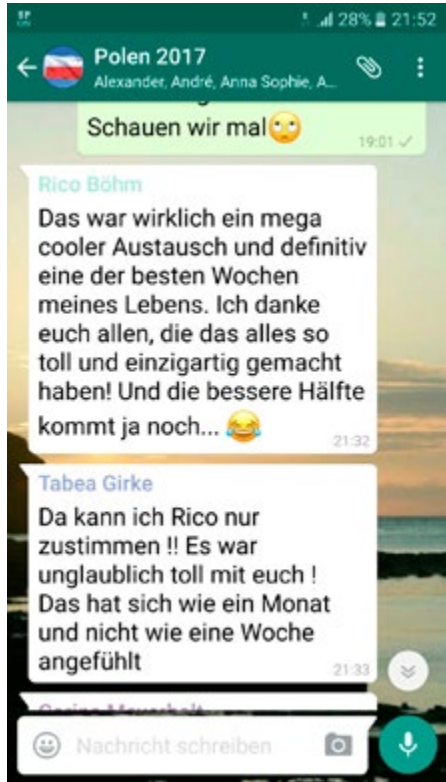 28% 21:52
Polen 2017
Alexander, André, Anna Sophie, A...
Schauen wir mal🙄
19:01
Rico Böhm
Das war wirklich ein mega
cooler Austausch und definitiv
eine der besten Wochen
meines Lebens. Ich danke
euch allen, die das alles so
toll und einzigartig gemacht
haben! Und die bessere Hälfte
kommt ja noch... 😂
21:32
Tabea Girke
Da kann ich Rico nur
zustimmen !! Es war
unglaublich toll mit euch !
Das hat sich wie ein Monat
und nicht wie eine Woche
angefühlt
21:33
Nachricht schreiben